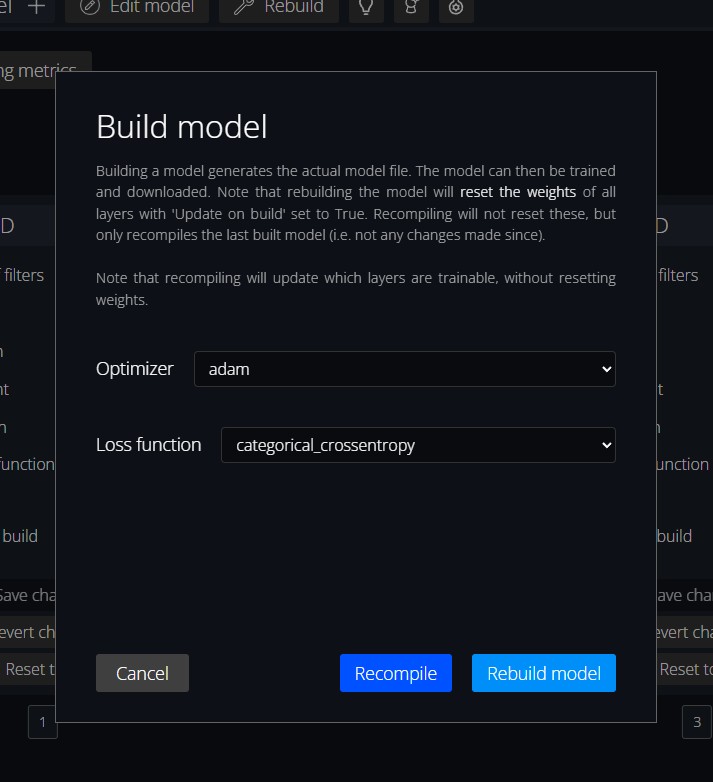 el + Edit model Rebuild
ng metrics
Build model
Building a model generates the actual model file. The model can then be trained
and downloaded. Note that rebuilding the model will reset the weights of all
layers with 'Update on build' set to True. Recompiling will not reset these, but
only recompiles the last built model (i.e. not any changes made since).
Note that recompiling will update which layers are trainable, without resetting
weights.
Optimizer adam
Loss function categorical_crossentropy
Cancel Recompile Rebuild model
D
filters
n
nt
n
function
build
Save cha
evert ch
Reset t
1
D
filters
t
n
unction
build
ave cha
evert cha
Reset to
3